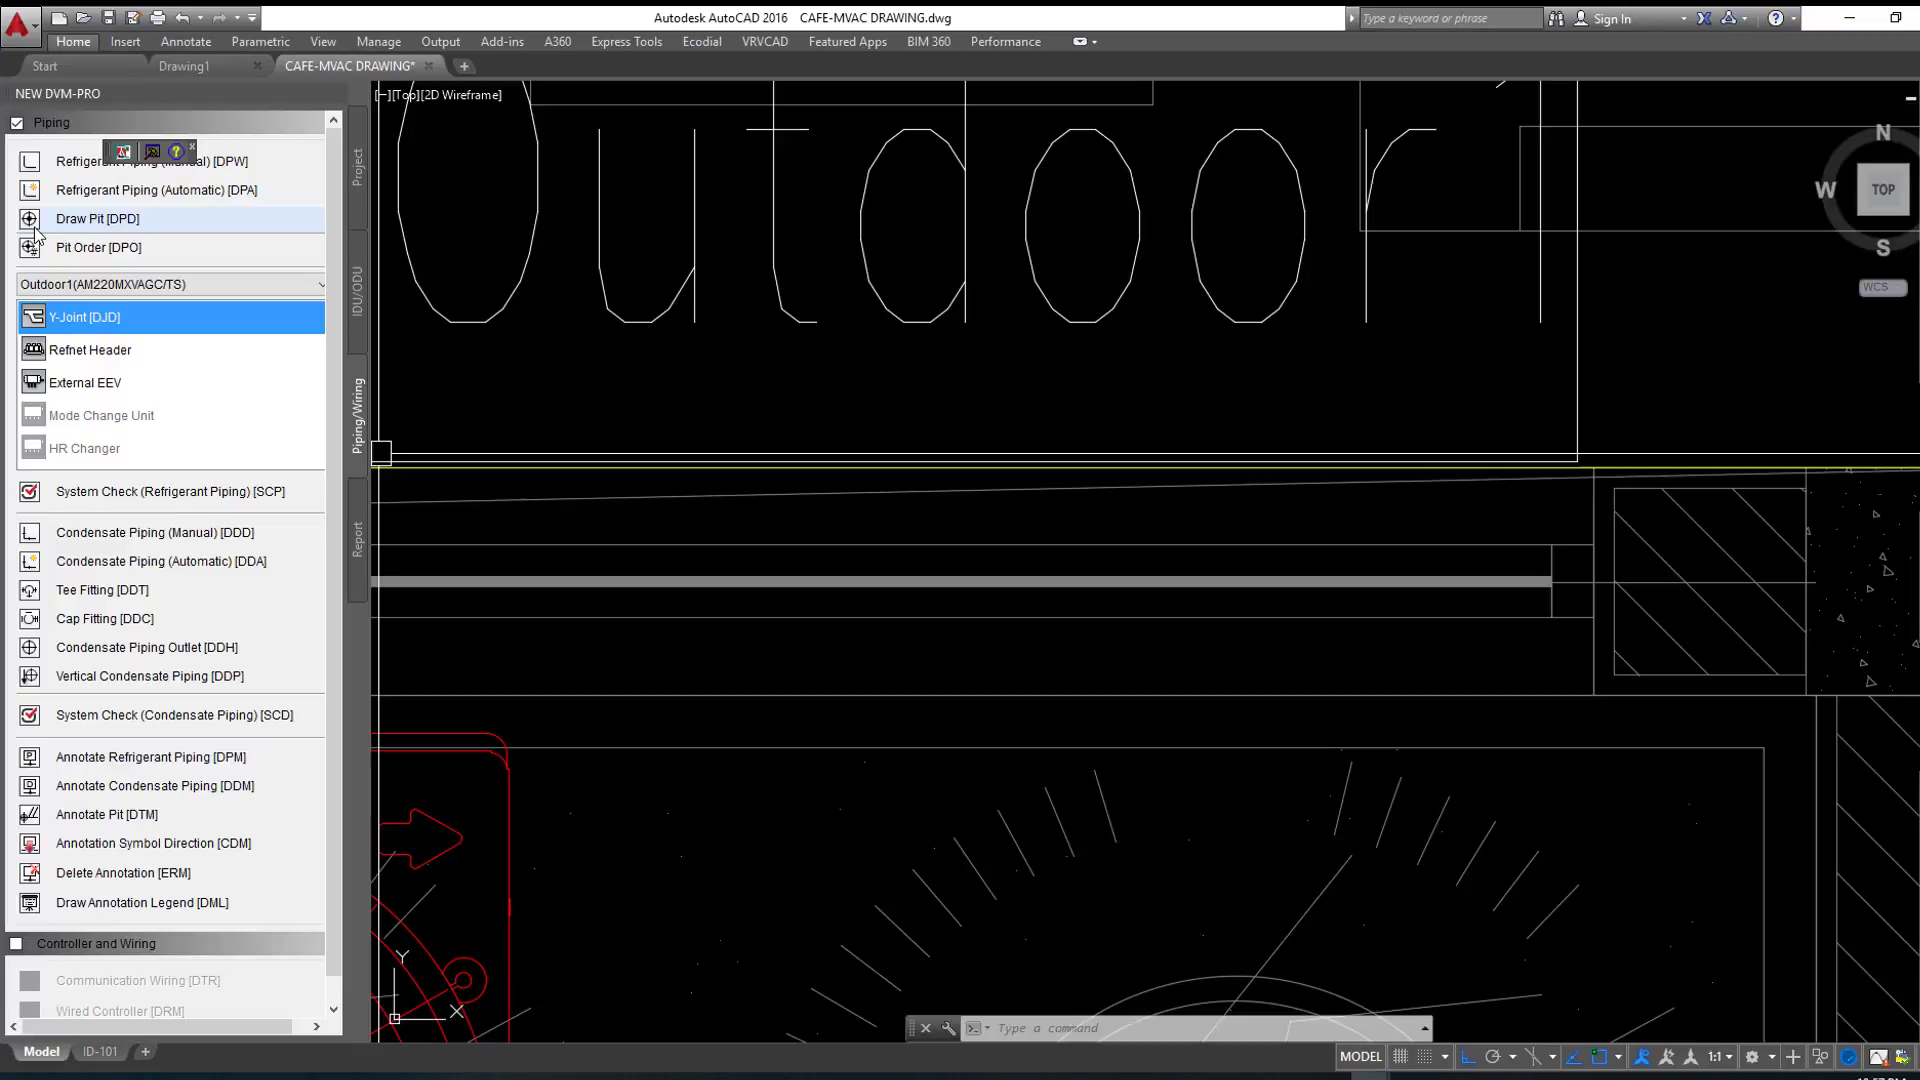 Autodesk AutoCAD 2016 CAFE-MVAC DRAWING.dwg
Type a keyword or phrase
Sign In
Home Insert Annotate Parametric View Manage Output Add-ins A360 Express Tools Ecodial VRVCAD Featured Apps BIM 360 Performance
Start Drawing1 CAFE-MVAC DRAWING*
NEW DVM-PRO
[−][Top][2D Wireframe]
Piping
Refrigerant Piping (Manual) [DPW]
Refrigerant Piping (Automatic) [DPA]
Draw Pit [DPD]
Pit Order [DPO]
Outdoor1(AM220MXVAGC/TS)
Y-Joint [DJD]
Refnet Header
External EEV
Mode Change Unit
HR Changer
System Check (Refrigerant Piping) [SCP]
Condensate Piping (Manual) [DDD]
Condensate Piping (Automatic) [DDA]
Tee Fitting [DDT]
Cap Fitting [DDC]
Condensate Piping Outlet [DDH]
Vertical Condensate Piping [DDP]
System Check (Condensate Piping) [SCD]
Annotate Refrigerant Piping [DPM]
Annotate Condensate Piping [DDM]
Annotate Pit [DTM]
Annotation Symbol Direction [CDM]
Delete Annotation [ERM]
Draw Annotation Legend [DML]
Controller and Wiring
Communication Wiring [DTR]
Wired Controller [DRM]
Project
IDU/ODU
Piping/Wiring
Report
Outdoor
N
W TOP
S
WCS
Y
X
Type a command
Model ID-101
MODEL 1:1